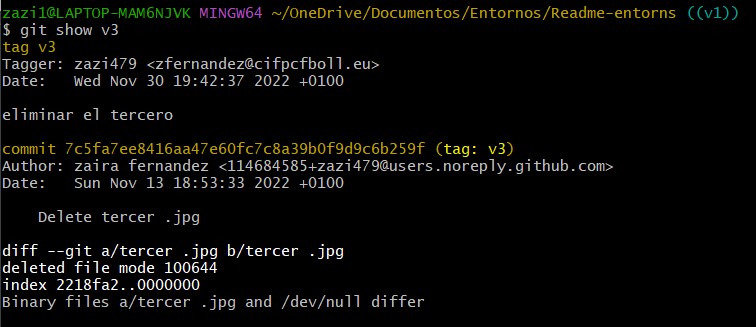 zazi1@LAPTOP-MAM6NJVK MINGW64 ~/OneDrive/Documentos/Entornos/Readme-entorns ((v1))
$ git show v3
tag v3
Tagger: zazi479 <zfernandez@cifpcfboll.eu>
Date:   Wed Nov 30 19:42:37 2022 +0100

eliminar el tercero

commit 7c5fa7ee8416aa47e60fc7c8a39b0f9d9c6b259f (tag: v3)
Author: zaira fernandez <114684585+zazi479@users.noreply.github.com>
Date:   Sun Nov 13 18:53:33 2022 +0100

    Delete tercer .jpg

diff --git a/tercer .jpg b/tercer .jpg
deleted file mode 100644
index 2218fa2..0000000
Binary files a/tercer .jpg and /dev/null differ